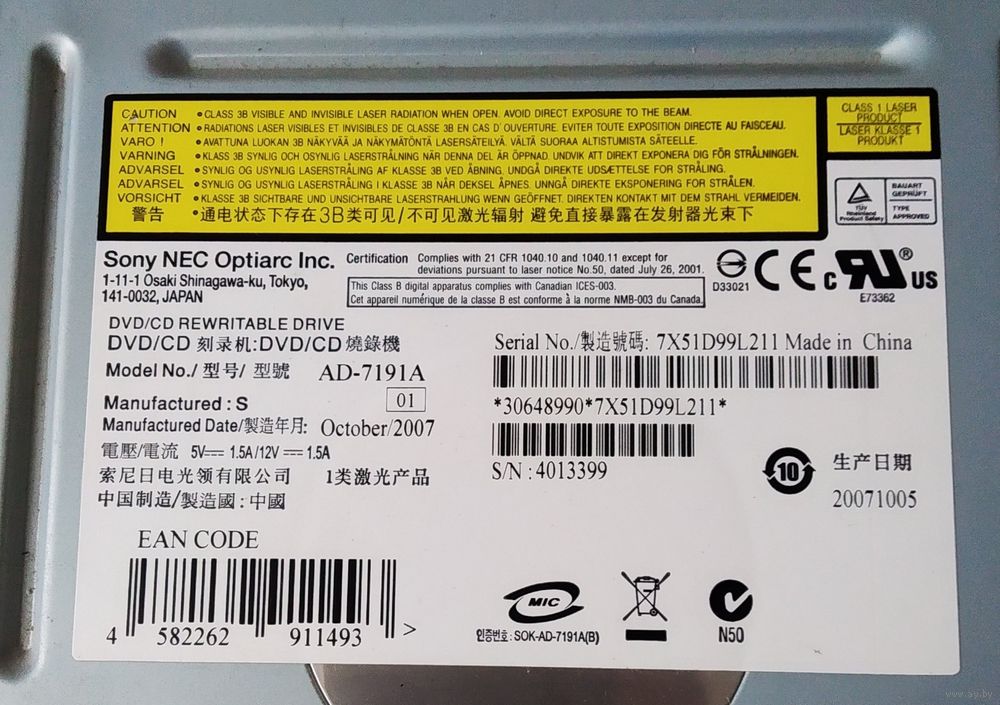 CAUTION •CLASS 3B VISIBLE AND INVISIBLE LASER RADIATION WHEN OPEN. AVOID DIRECT EXPOSURE TO THE BEAM.
ATTENTION •RADIATIONS LASER VISIBLES ET INVISIBLES DE CLASSE 3B EN CAS D'OUVERTURE. EVITER TOUTE EXPOSITION DIRECTE AU FAISCEAU.
VARO ! •AVATTUNA LUOKAN 3B NÄKYVÄÄ JA NÄKYMÄTÖNTÄ LASERSÄTEILYÄ. VÄLTÄ SUORAA ALTISTUMISTA SÄTEELLE.
VARNING •KLASS 3B SYNLIG OCH OSYNLIG LASERSTRÅLNING NÄR DENNA DEL ÄR ÖPPNAD. UNDVIK ATT DIREKT EXPONERA DIG FÖR STRÅLNINGEN.
ADVARSEL •SYNLIG OG USYNLIG LASERSTRÅLING AF KLASSE 3B VED ÅBNING. UNDGÅ DIREKTE UDSÆTTELSE FOR STRÅLING.
ADVARSEL •SYNLIG OG USYNLIG LASERSTRÅLING I KLASSE 3B NÅR DEKSEL ÅPNES. UNNGÅ DIREKTE EKSPONERING FOR STRÅLEN.
VORSICHT •KLASSE 3B SICHTBARE UND UNSICHTBARE LASERSTRAHLUNG WENN GEÖFFNET. DIREKTEN KONTAKT MIT DEM STRAHL VERMEIDEN.
警告 •通电状态下存在3B类可见/不可见激光辐射 避免直接暴露在发射器光束下
CLASS 1 LASER
PRODUCT
LASER KLASSE 1
PRODUKT
TÜV
Rheinland
Product Safety
BAUART
GEPRÜFT
TYPE
APPROVED
Sony NEC Optiarc Inc.
1-11-1 Osaki Shinagawa-ku, Tokyo,
141-0032, JAPAN
Certification Complies with 21 CFR 1040.10 and 1040.11 except for
deviations pursuant to laser notice No.50, dated July 26, 2001.
This Class B digital apparatus complies with Canadian ICES-003.
Cet appareil numérique de la classe B est conforme à la norme NMB-003 du Canada.
D33021
CE
c RU® US
E73362
DVD/CD REWRITABLE DRIVE
DVD/CD 刻录机:DVD/CD 燒錄機
Model No./ 型号/ 型號 AD-7191A
Manufactured : S 01
Manufactured Date/製造年月: October/2007
電壓/電流 5V⎓ 1.5A/12V ⎓ 1.5A
索尼日电光领有限公司 1类激光产品
中国制造/製造國 : 中國
Serial No./製造號碼: 7X51D99L211 Made in China
*30648990*7X51D99L211*
S/N : 4013399
10
生产日期
20071005
EAN CODE
4 582262 911493 >
MIC
인증번호 : SOK-AD-7191A(B)
N50
www.ay.by